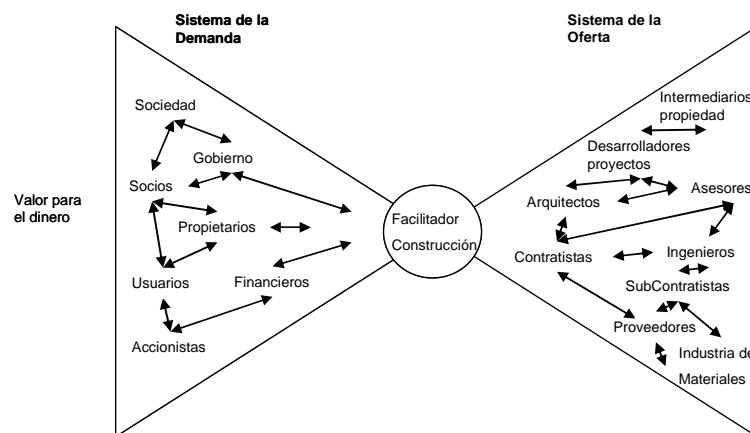 Sistema de la
Demanda
Sistema de la
Oferta
Valor para
el dinero
Sociedad
Gobierno
Socios
Propietarios
Usuarios
Financieros
Accionistas
Facilitador
Construcción
Intermediarios
propiedad
Desarrolladores
proyectos
Arquitectos
Asesores
Contratistas
Ingenieros
SubContratistas
Proveedores
Industria de
Materiales